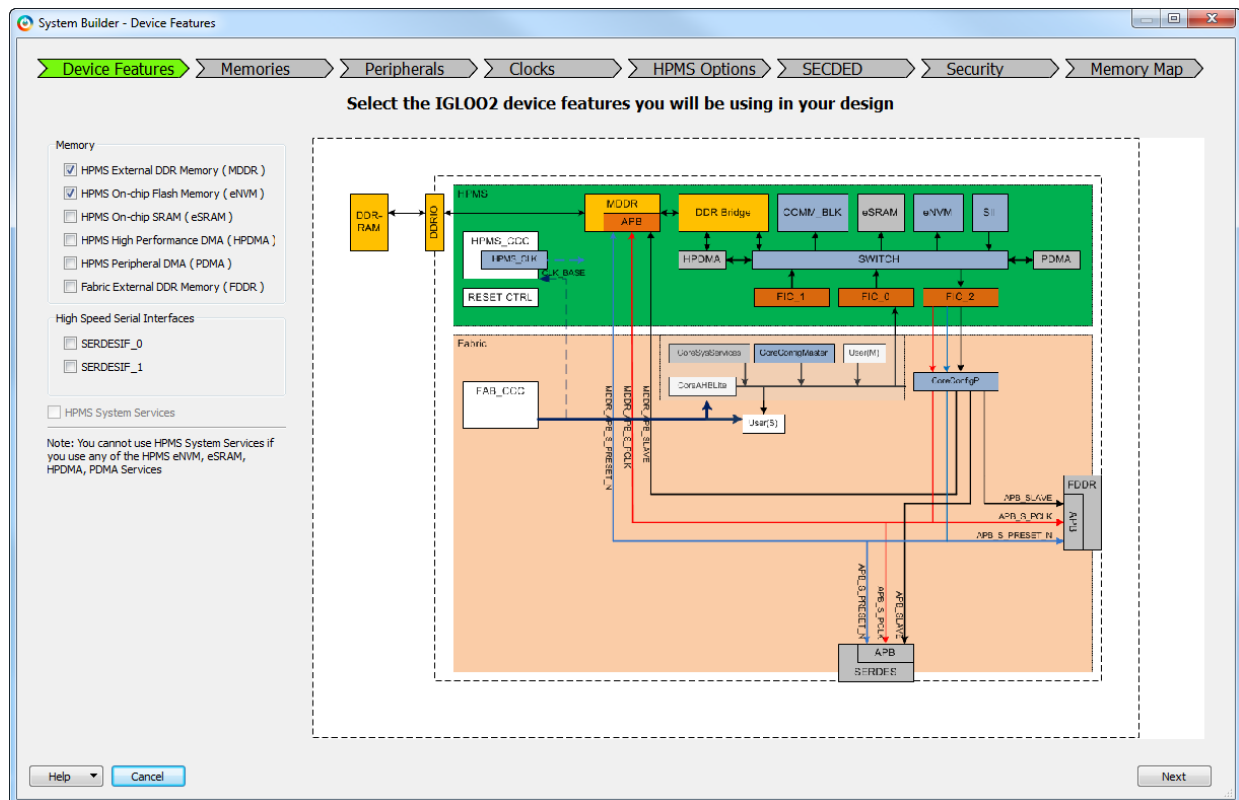 System Builder - Device Features
Device Features
Memories
Peripherals
Clocks
HPMS Options
SECDED
Security
Memory Map
Select the IGLOO2 device features you will be using in your design
Memory
HPMS External DDR Memory ( MDDR )
HPMS On-chip Flash Memory ( eNVM )
HPMS On-chip SRAM ( eSRAM )
HPMS High Performance DMA ( HPDMA )
HPMS Peripheral DMA ( PDMA )
Fabric External DDR Memory ( FDDR )
High Speed Serial Interfaces
SERDESIF_0
SERDESIF_1
HPMS System Services
Note: You cannot use HPMS System Services if
you use any of the HPMS eNVM, eSRAM,
HPDMA, PDMA Services
HPMS
DDR-
RAM
DDRIO
MDDR
APB
DDR Bridge
COMM_BLK
eSRAM
eNVM
SII
HPMS_CCC
HPMS_CLK
CLK_BASE
HPDMA
SWITCH
PDMA
RESET CTRL
FIC_1
FIC_0
FIC_2
Fabric
CoreSysServices
CoreConfigMaster
User(M)
CoreAHBLite
CoreConfigP
FAB_CCC
User(S)
MDDR_APB_S_PRESET_N
MDDR_APB_S_PCLK
MDDR_APB_SLAVE
FDDR
APB
APB_SLAVE
APB_S_PCLK
APB_S_PRESET_N
APB_S_PRESET_N
APB_S_PCLK
APB_SLAVE
APB
SERDES
Help
Cancel
Next